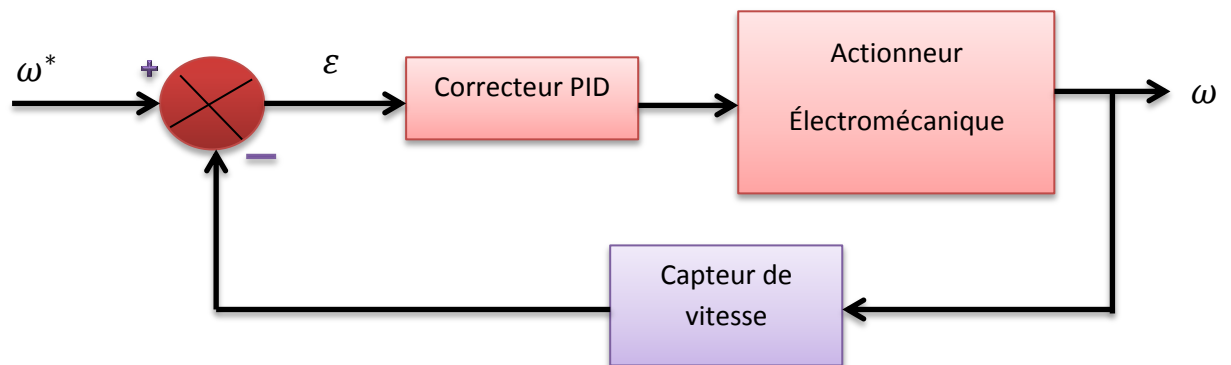 ω*
+
ε
Correcteur PID
Actionneur
Électromécanique
ω
−
Capteur de
vitesse